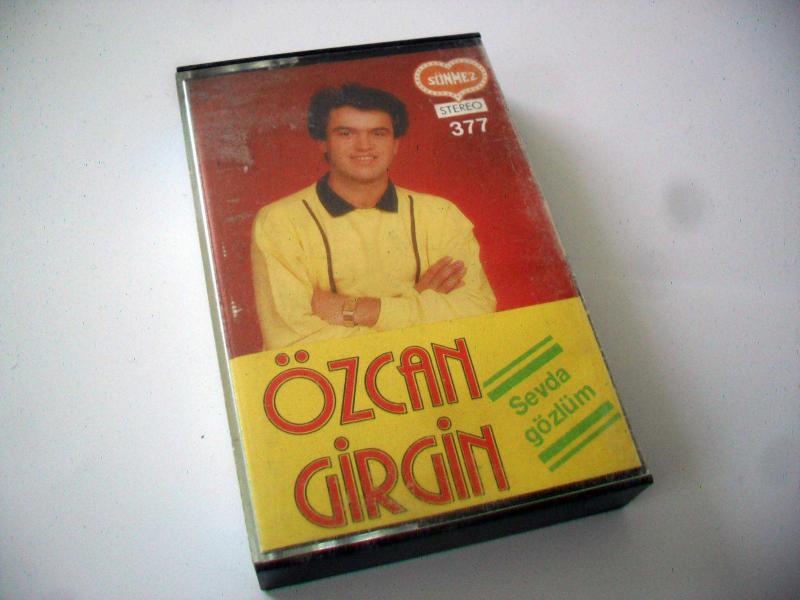 SÜNMEZ
STEREO
377
ÖZCAN
GİRGİN
Sevda
gözlüm